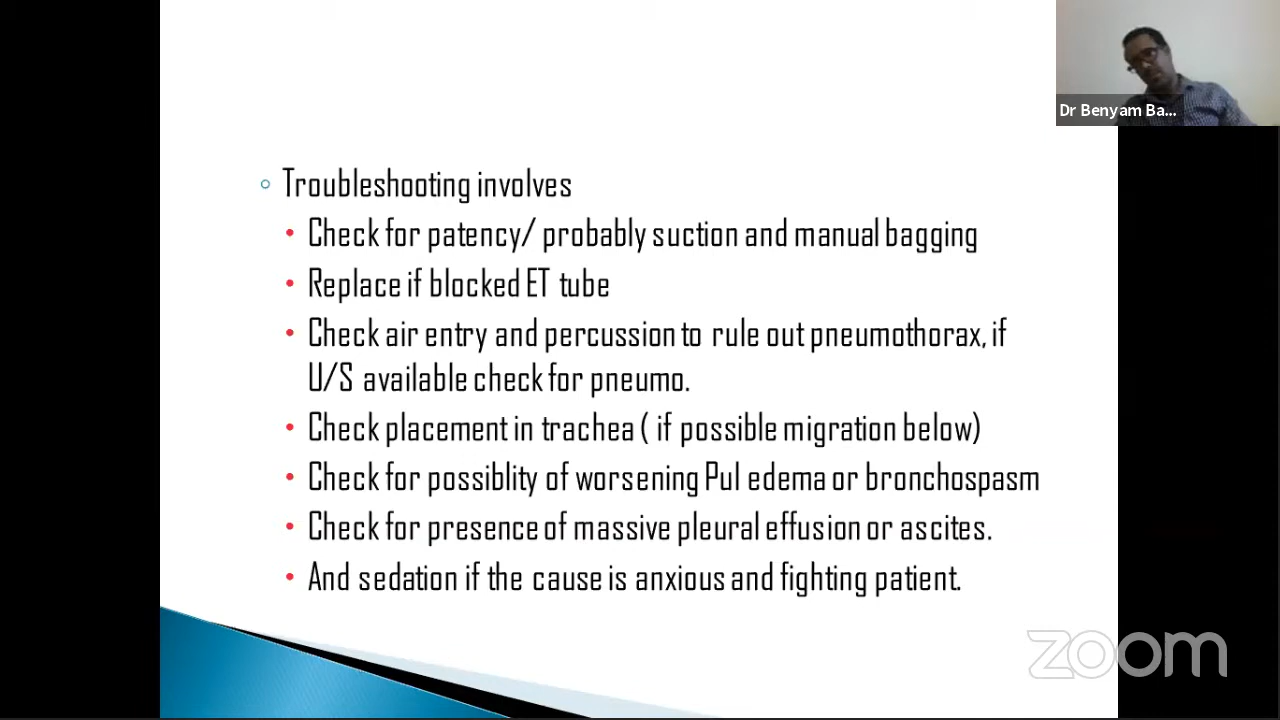 Dr Benyam Ba...
Troubleshooting involves
Check for patency/ probably suction and manual bagging
Replace if blocked ET tube
Check air entry and percussion to rule out pneumothorax, if
U/S available check for pneumo.
Check placement in trachea ( if possible migration below)
Check for possiblity of worsening Pul edema or bronchospasm
Check for presence of massive pleural effusion or ascites.
And sedation if the cause is anxious and fighting patient.
zoom